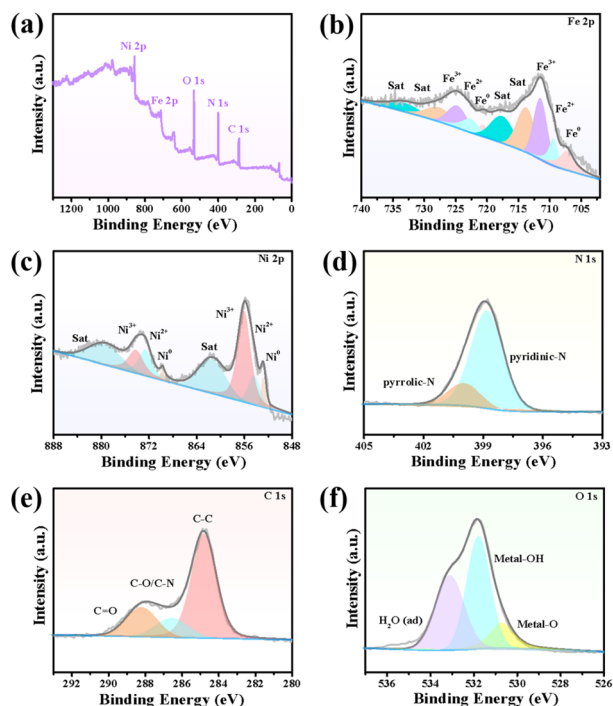 (a)
Ni 2p
Fe 2p
O 1s
N 1s
C 1s
Intensity (a.u.)
1200 1000 800 600 400 200 0
Binding Energy (eV)
(b)
Fe 2p
Sat Sat Fe³⁺ Fe²⁺ Fe⁰ Sat Sat Fe³⁺ Fe²⁺ Fe⁰
Intensity (a.u.)
740 735 730 725 720 715 710 705
Binding Energy (eV)
(c)
Ni 2p
Sat Ni³⁺ Ni²⁺ Ni⁰ Sat Ni³⁺ Ni²⁺ Ni⁰
Intensity (a.u.)
888 880 872 864 856 848
Binding Energy (eV)
(d)
N 1s
pyrrolic-N
pyridinic-N
Intensity (a.u.)
405 402 399 396 393
Binding Energy (eV)
(e)
C 1s
C-C
C-O/C-N
C=O
Intensity (a.u.)
292 290 288 286 284 282 280
Binding Energy (eV)
(f)
O 1s
Metal-OH
H₂O (ad)
Metal-O
Intensity (a.u.)
536 534 532 530 528 526
Binding Energy (eV)